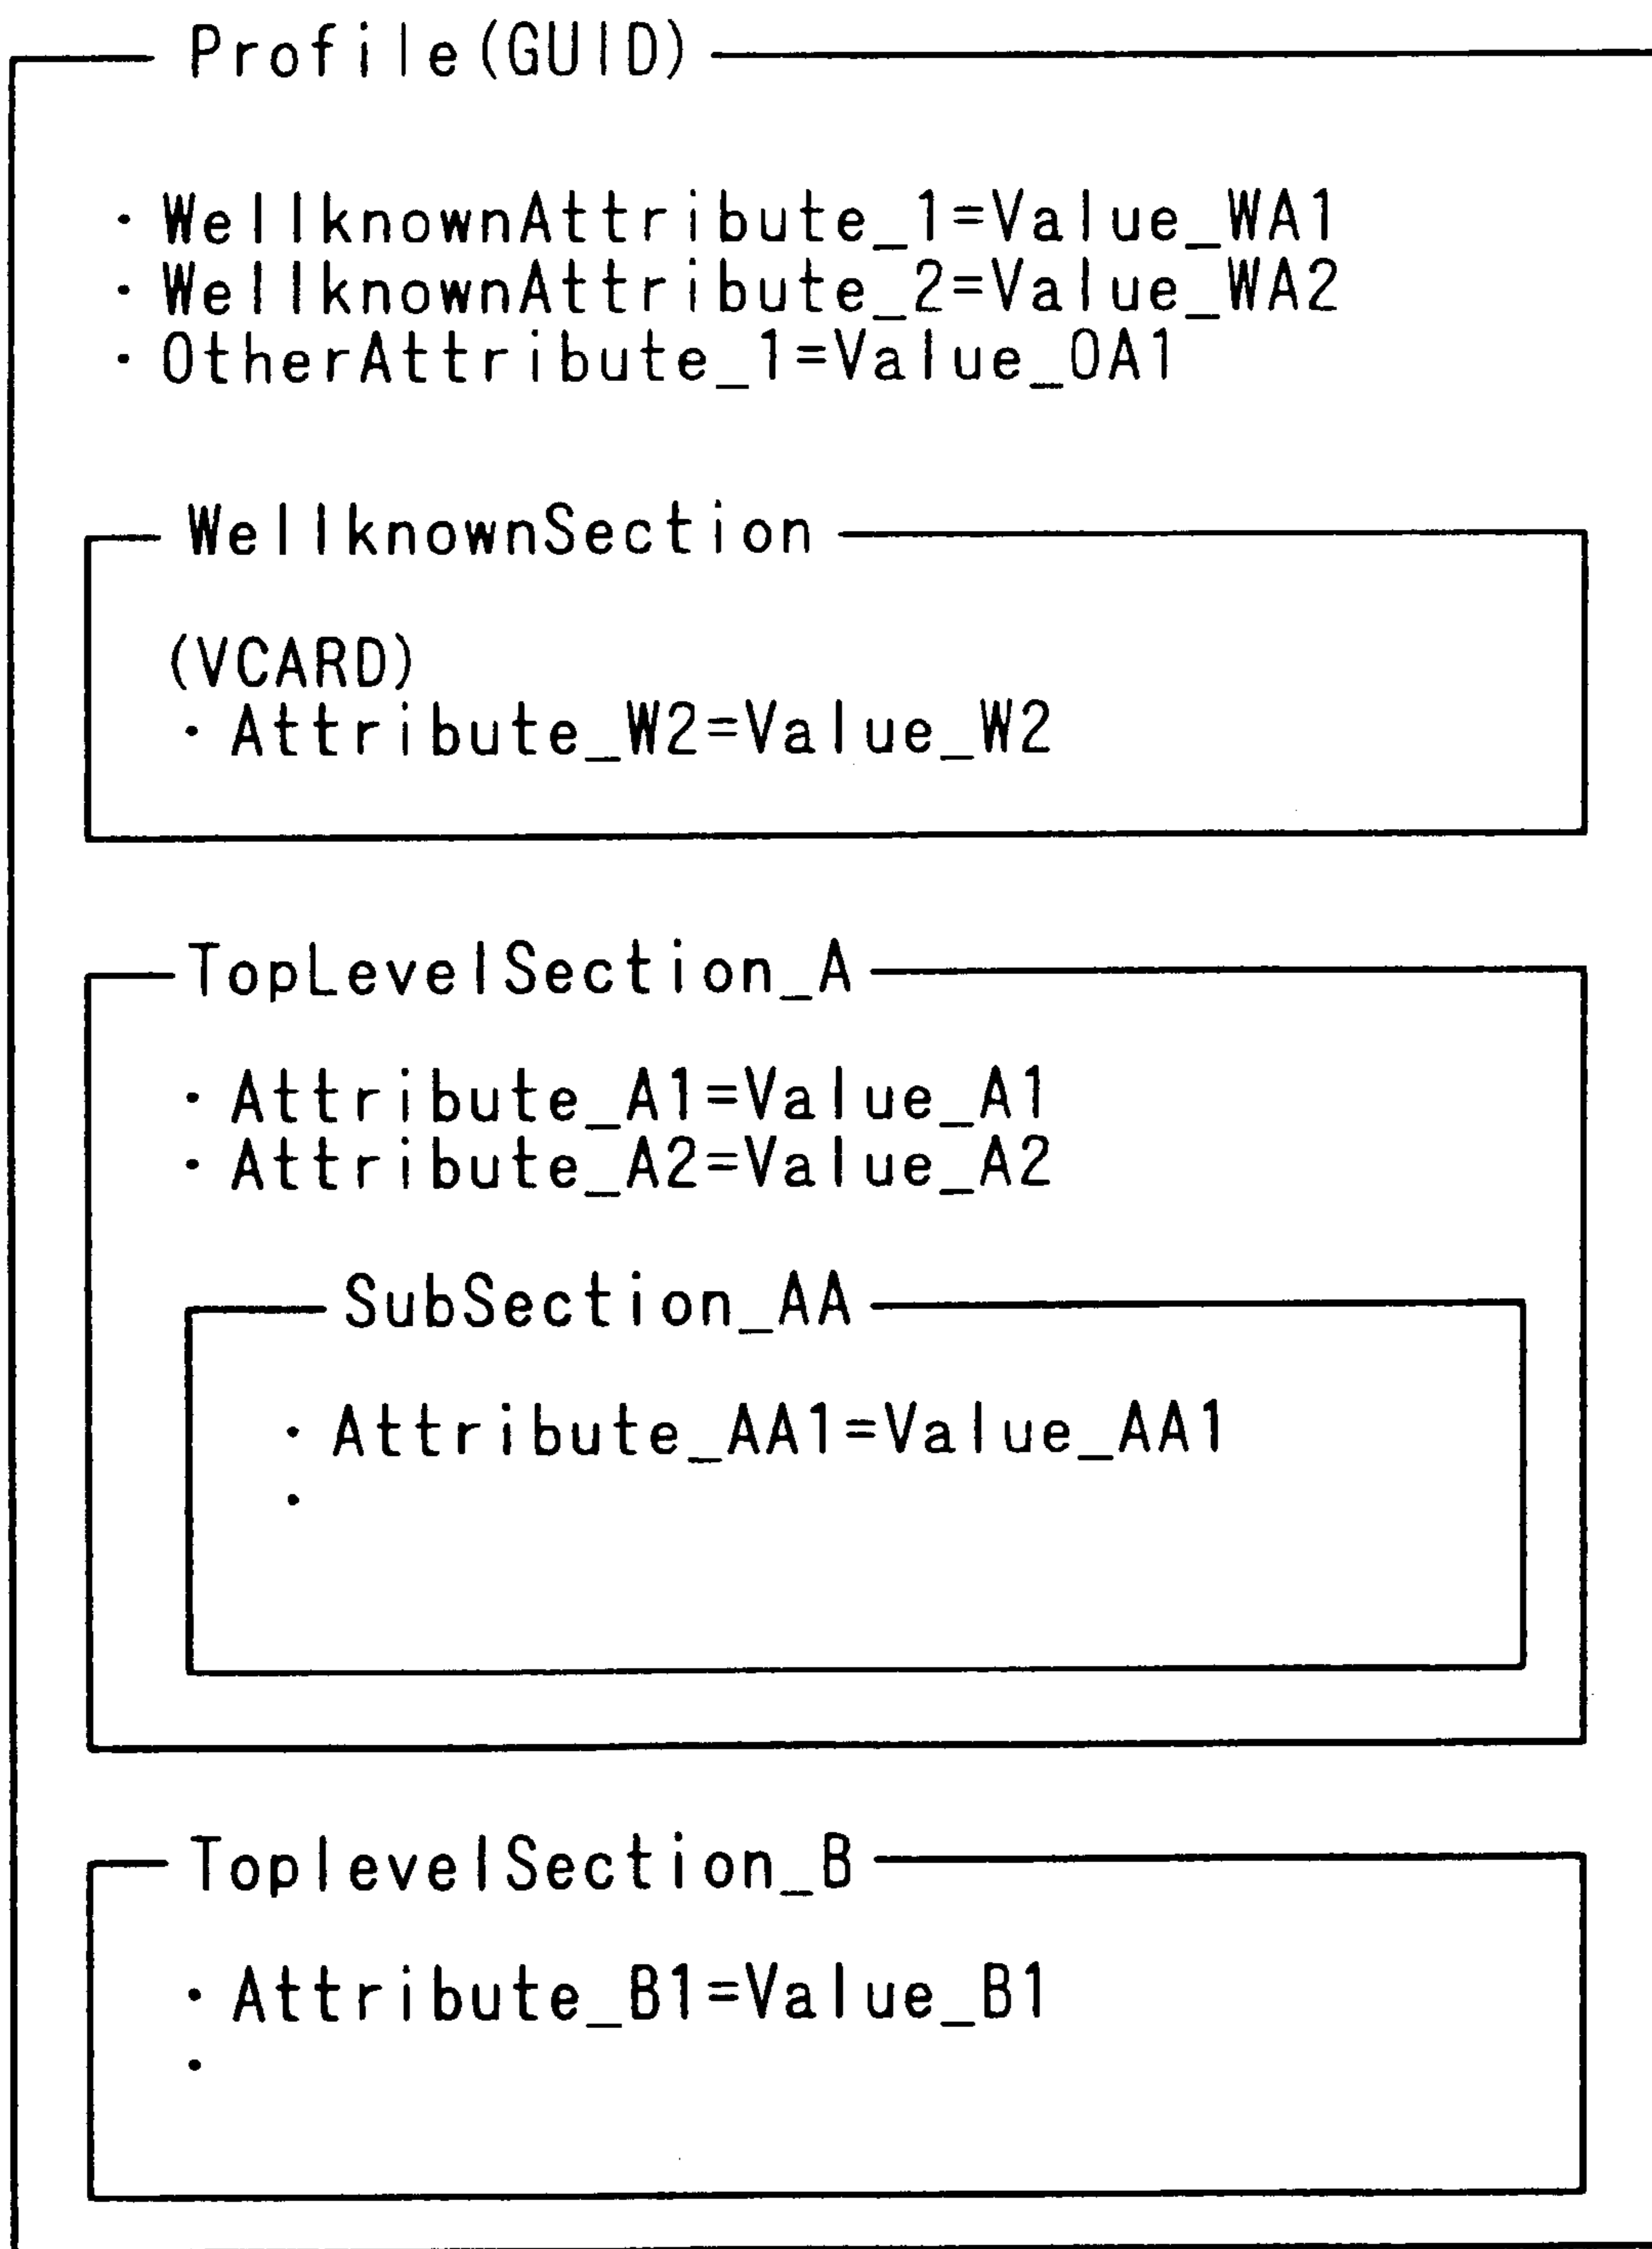 Profile(GUID)
・WellknownAttribute_1=Value_WA1
・WellknownAttribute_2=Value_WA2
・OtherAttribute_1=Value_OA1
WellknownSection
(VCARD)
・Attribute_W2=Value_W2
TopLevelSection_A
・Attribute_A1=Value_A1
・Attribute_A2=Value_A2
SubSection_AA
・Attribute_AA1=Value_AA1
・
ToplevelSection_B
・Attribute_B1=Value_B1
・